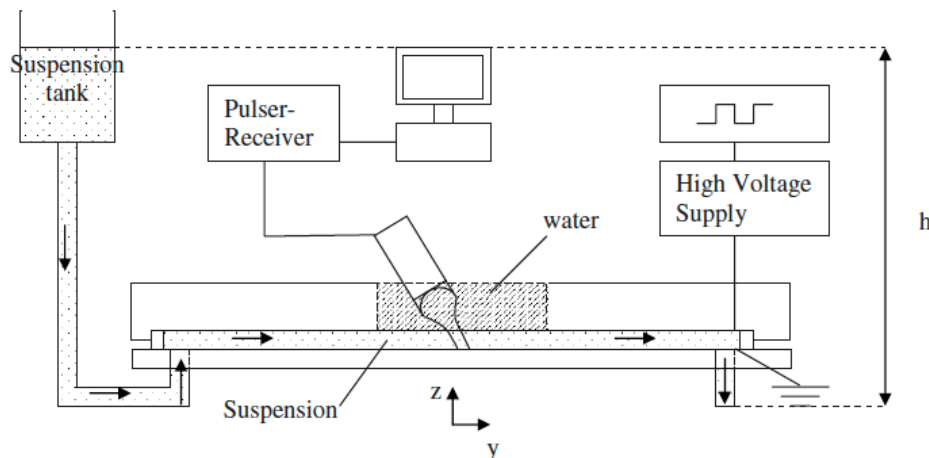 Suspension
tank
Pulser-
Receiver
High Voltage
Supply
water
h
Suspension
z
y